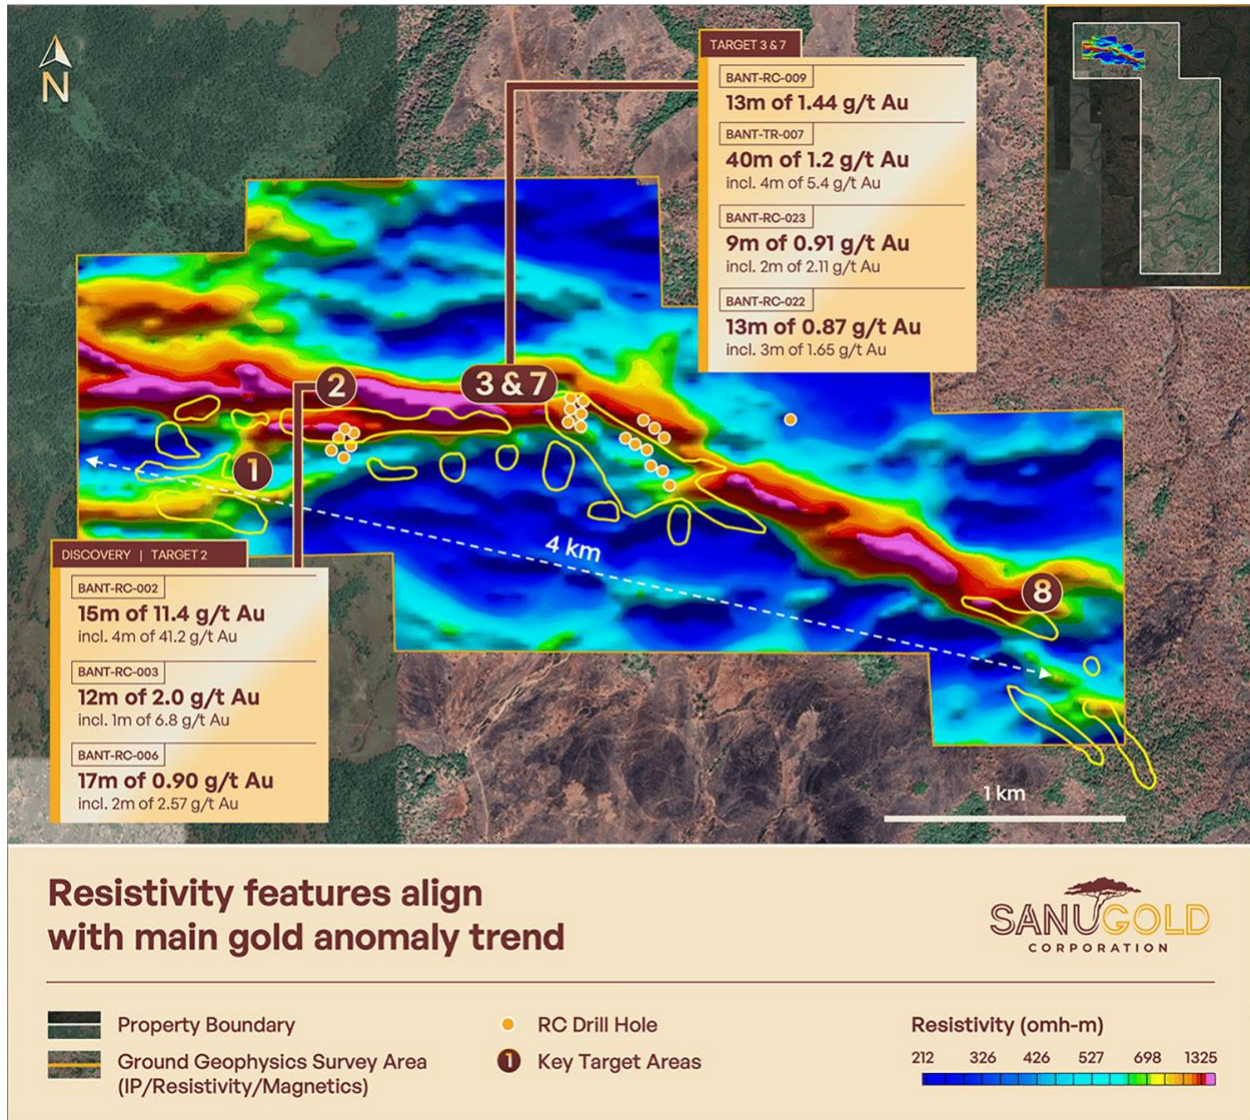 N
TARGET 3 & 7
BANT-RC-009
13m of 1.44 g/t Au
BANT-TR-007
40m of 1.2 g/t Au
incl. 4m of 5.4 g/t Au
BANT-RC-023
9m of 0.91 g/t Au
incl. 2m of 2.11 g/t Au
BANT-RC-022
13m of 0.87 g/t Au
incl. 3m of 1.65 g/t Au
2
3 & 7
1
4 km
8
DISCOVERY | TARGET 2
BANT-RC-002
15m of 11.4 g/t Au
incl. 4m of 41.2 g/t Au
BANT-RC-003
12m of 2.0 g/t Au
incl. 1m of 6.8 g/t Au
BANT-RC-006
17m of 0.90 g/t Au
incl. 2m of 2.57 g/t Au
1 km
Resistivity features align
with main gold anomaly trend
SANUGOLD
CORPORATION
Property Boundary
Ground Geophysics Survey Area
(IP/Resistivity/Magnetics)
RC Drill Hole
1 Key Target Areas
Resistivity (omh-m)
212 326 426 527 698 1325